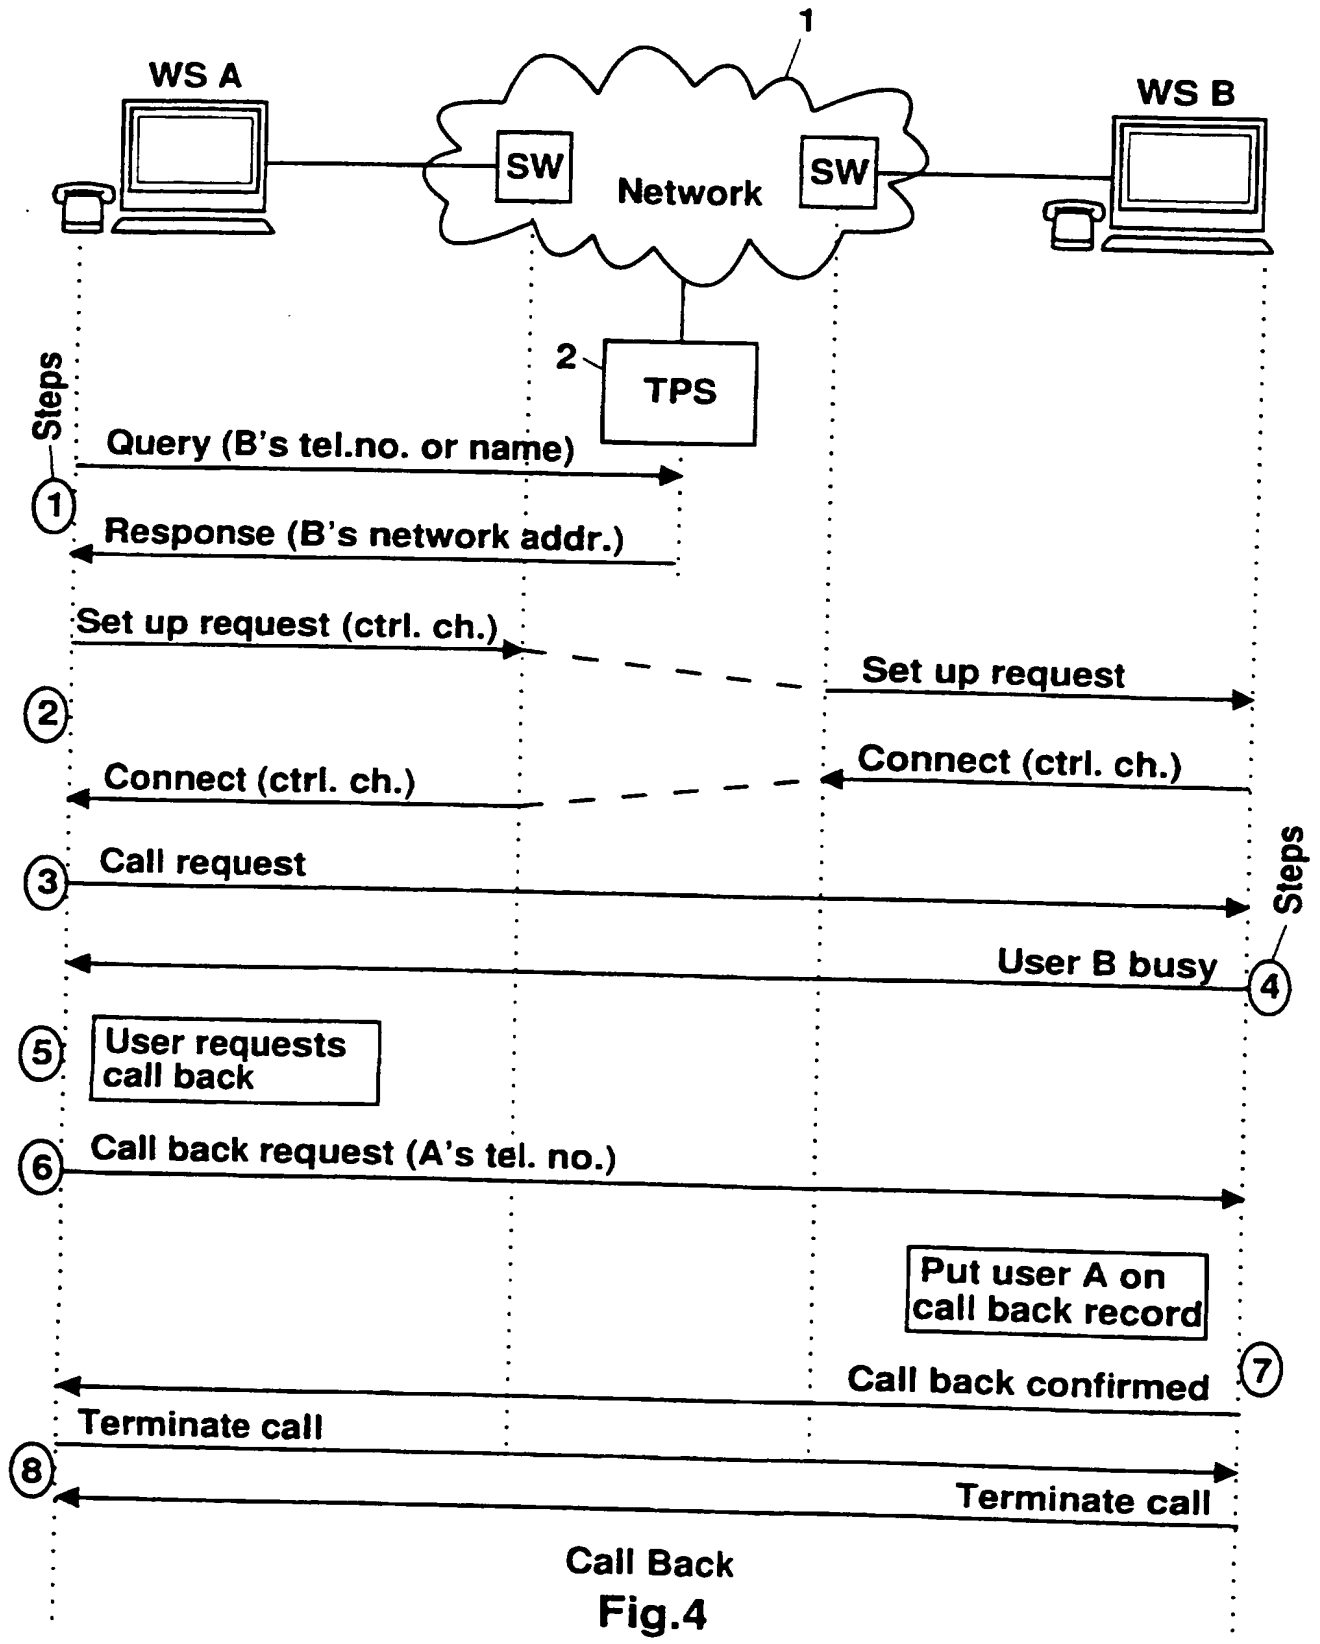 1
WS A
WS B
SW
Network
SW
2
TPS
Steps
Query (B's tel.no. or name)
1
Response (B's network addr.)
Set up request (ctrl. ch.)
Set up request
2
Connect (ctrl. ch.)
Connect (ctrl. ch.)
Call request
3
Steps
User B busy
4
5
User requests
call back
Call back request (A's tel. no.)
6
Put user A on
call back record
7
Call back confirmed
Terminate call
8
Terminate call
Call Back
Fig.4